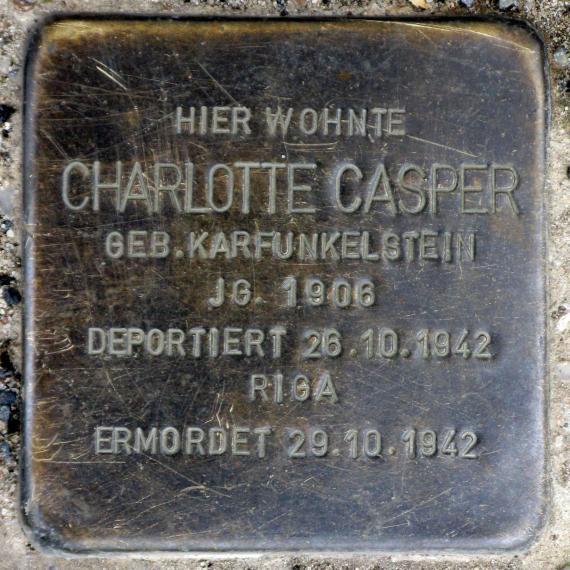 HIER WOHNTE
CHARLOTTE CASPER
GEB. KARFUNKELSTEIN
JG. 1906
DEPORTIERT 26.10.1942
RIGA
ERMORDET 29.10.1942